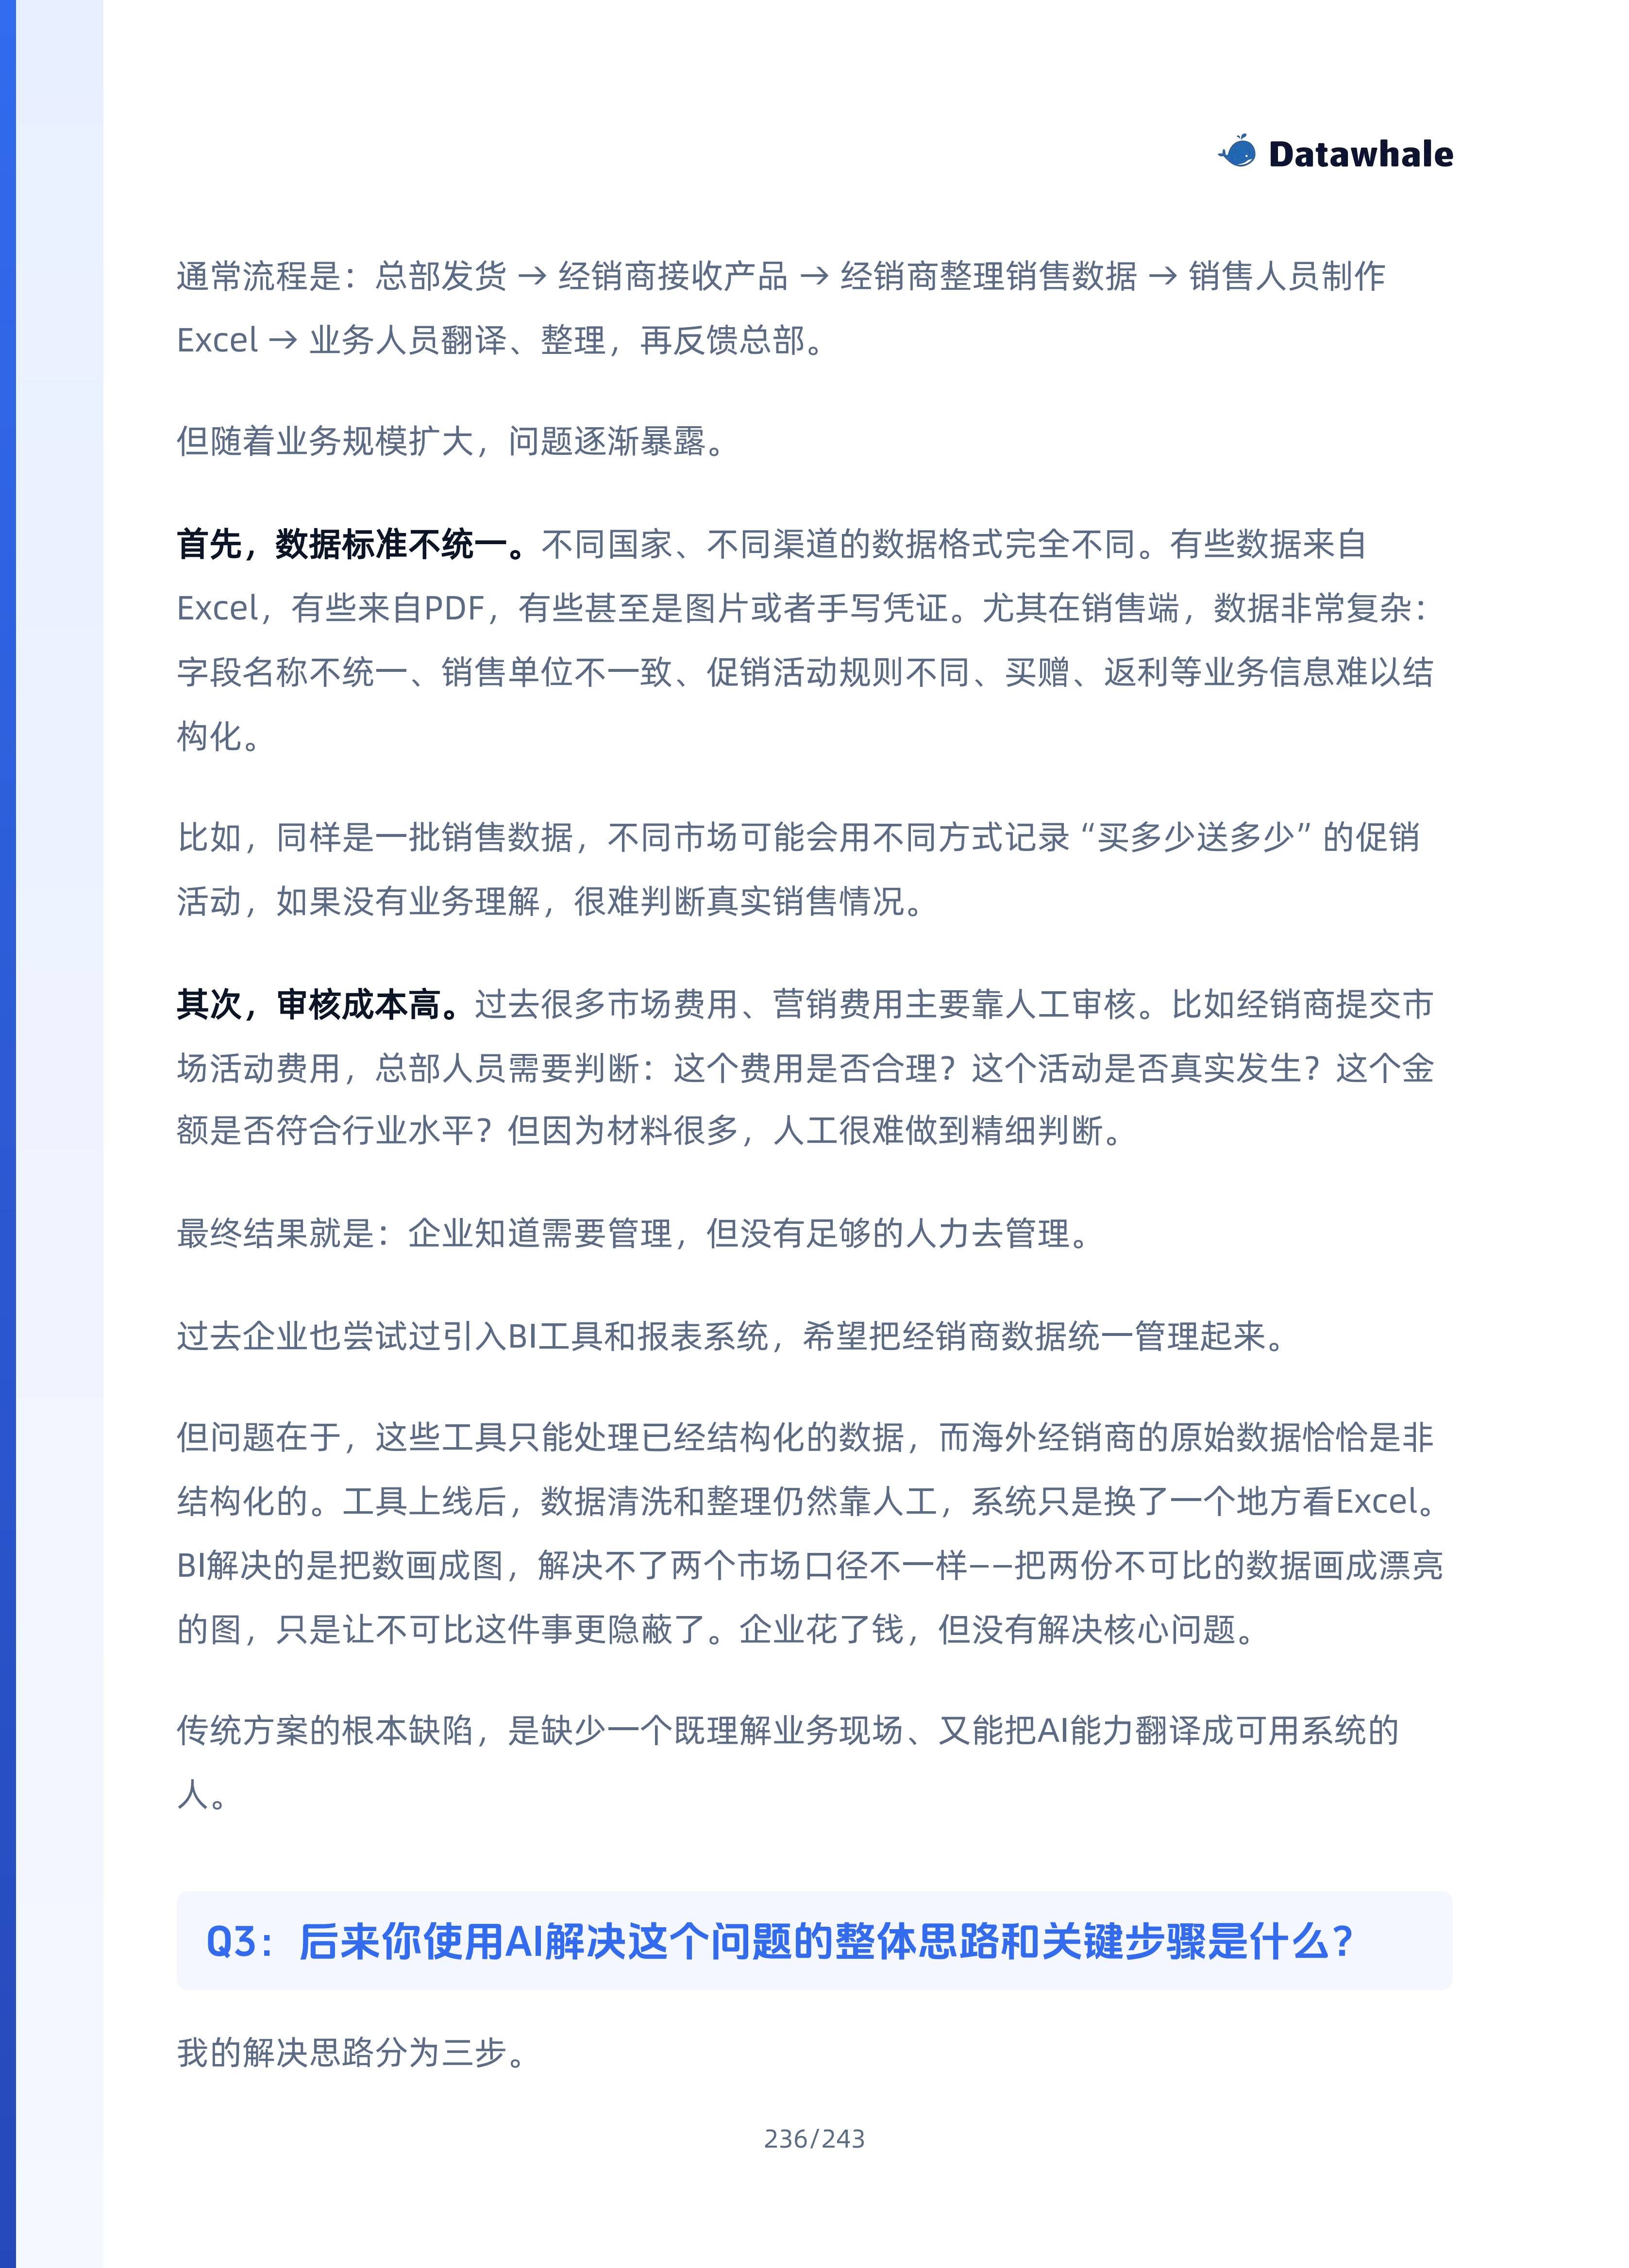 Datawhale
通常流程是：总部发货 → 经销商接收产品 → 经销商整理销售数据 → 销售人员制作
Excel → 业务人员翻译、整理，再反馈总部。
但随着业务规模扩大，问题逐渐暴露。
首先，数据标准不统一。不同国家、不同渠道的数据格式完全不同。有些数据来自
Excel，有些来自PDF，有些甚至是图片或者手写凭证。尤其在销售端，数据非常复杂：
字段名称不统一、销售单位不一致、促销活动规则不同、买赠、返利等业务信息难以结
构化。
比如，同样是一批销售数据，不同市场可能会用不同方式记录“买多少送多少”的促销
活动，如果没有业务理解，很难判断真实销售情况。
其次，审核成本高。过去很多市场费用、营销费用主要靠人工审核。比如经销商提交市
场活动费用，总部人员需要判断：这个费用是否合理？这个活动是否真实发生？这个金
额是否符合行业水平？但因为材料很多，人工很难做到精细判断。
最终结果就是：企业知道需要管理，但没有足够的人力去管理。
过去企业也尝试过引入BI工具和报表系统，希望把经销商数据统一管理起来。
但问题在于，这些工具只能处理已经结构化的数据，而海外经销商的原始数据恰恰是非
结构化的。工具上线后，数据清洗和整理仍然靠人工，系统只是换了一个地方看Excel。
BI解决的是把数画成图，解决不了两个市场口径不一样——把两份不可比的数据画成漂亮
的图，只是让不可比这件事更隐蔽了。企业花了钱，但没有解决核心问题。
传统方案的根本缺陷，是缺少一个既理解业务现场、又能把AI能力翻译成可用系统的
人。
Q3：后来你使用AI解决这个问题的整体思路和关键步骤是什么？
我的解决思路分为三步。
236/243